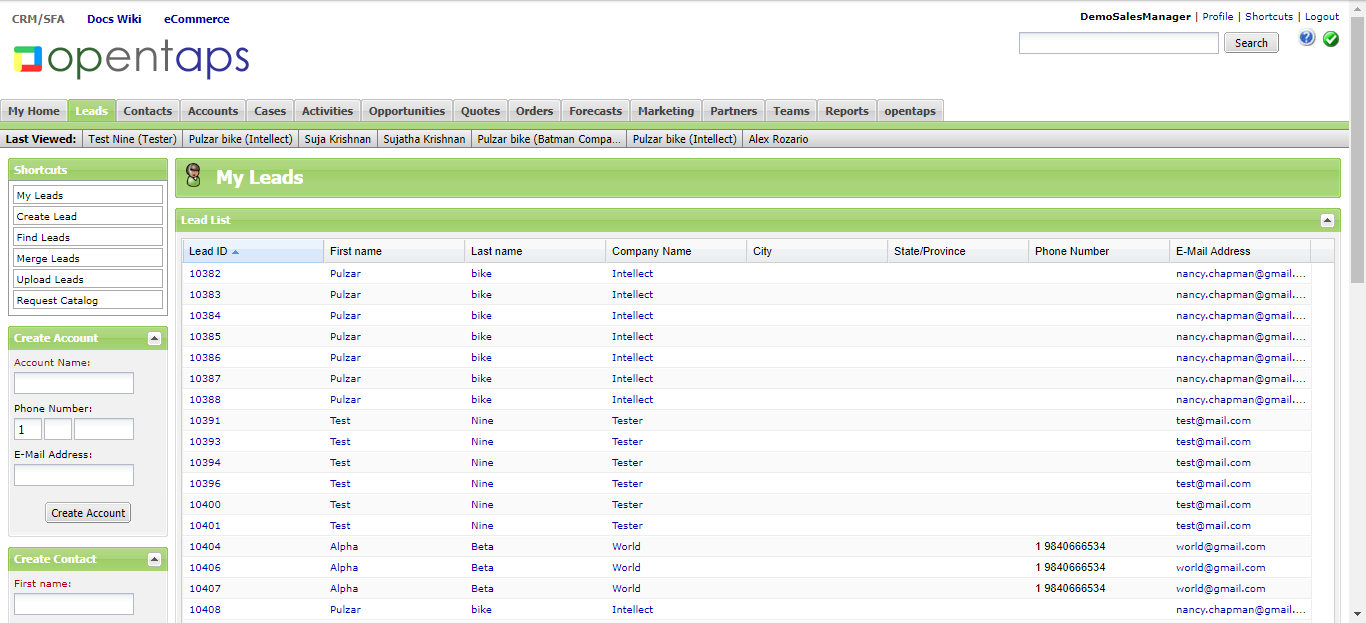 CRM/SFA Docs Wiki eCommerce
DemoSalesManager | Profile | Shortcuts | Logout
opentaps
Search
My Home Leads Contacts Accounts Cases Activities Opportunities Quotes Orders Forecasts Marketing Partners Teams Reports opentaps
Last Viewed: Test Nine (Tester) Pulzar bike (Intellect) Suja Krishnan Sujatha Krishnan Pulzar bike (Batman Compa... Pulzar bike (Intellect) Alex Rozario
Shortcuts
My Leads
Create Lead
Find Leads
Merge Leads
Upload Leads
Request Catalog
Create Account
Account Name:
Phone Number:
1
E-Mail Address:
Create Account
Create Contact
First name:
My Leads
Lead List
Lead ID First name Last name Company Name City State/Province Phone Number E-Mail Address
10382 Pulzar bike Intellect nancy.chapman@gmail....
10383 Pulzar bike Intellect nancy.chapman@gmail....
10384 Pulzar bike Intellect nancy.chapman@gmail....
10385 Pulzar bike Intellect nancy.chapman@gmail....
10386 Pulzar bike Intellect nancy.chapman@gmail....
10387 Pulzar bike Intellect nancy.chapman@gmail....
10388 Pulzar bike Intellect nancy.chapman@gmail....
10391 Test Nine Tester test@mail.com
10393 Test Nine Tester test@mail.com
10394 Test Nine Tester test@mail.com
10396 Test Nine Tester test@mail.com
10400 Test Nine Tester test@mail.com
10401 Test Nine Tester test@mail.com
10404 Alpha Beta World 1 9840666534 world@gmail.com
10406 Alpha Beta World 1 9840666534 world@gmail.com
10407 Alpha Beta World 1 9840666534 world@gmail.com
10408 Pulzar bike Intellect nancy.chapman@gmail....